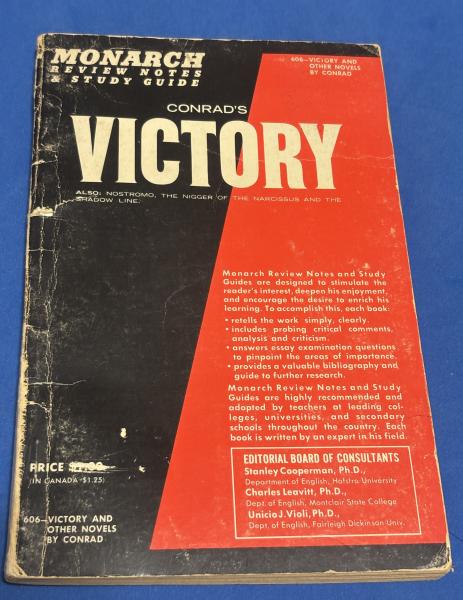 MONARCH
REVIEW NOTES
& STUDY GUIDE
606—VICTORY AND
OTHER NOVELS
BY CONRAD
CONRAD'S
VICTORY
ALSO: NOSTROMO, THE NIGGER OF THE NARCISSUS AND THE
SHADOW LINE.
Monarch Review Notes and Study
Guides are designed to stimulate the
reader's interest, deepen his enjoyment,
and encourage the desire to enrich his
learning. To accomplish this, each book:
• retells the work simply, clearly.
• includes probing critical comments,
analysis and criticism.
• answers essay examination questions
to pinpoint the areas of importance.
• provides a valuable bibliography and
guide to further research.
Monarch Review Notes and Study
Guides are highly recommended and
adopted by teachers at leading col-
leges, universities, and secondary
schools throughout the country. Each
book is written by an expert in his field.
EDITORIAL BOARD OF CONSULTANTS
Stanley Cooperman, Ph.D.,
Department of English, Hofstra University
Charles Leavitt, Ph.D.,
Dept. of English, Montclair State College
Unicio J. Violi, Ph.D.,
Dept. of English, Fairleigh Dickinson Univ.
PRICE $1.00
(IN CANADA $1.25)
606—VICTORY AND
OTHER NOVELS
BY CONRAD